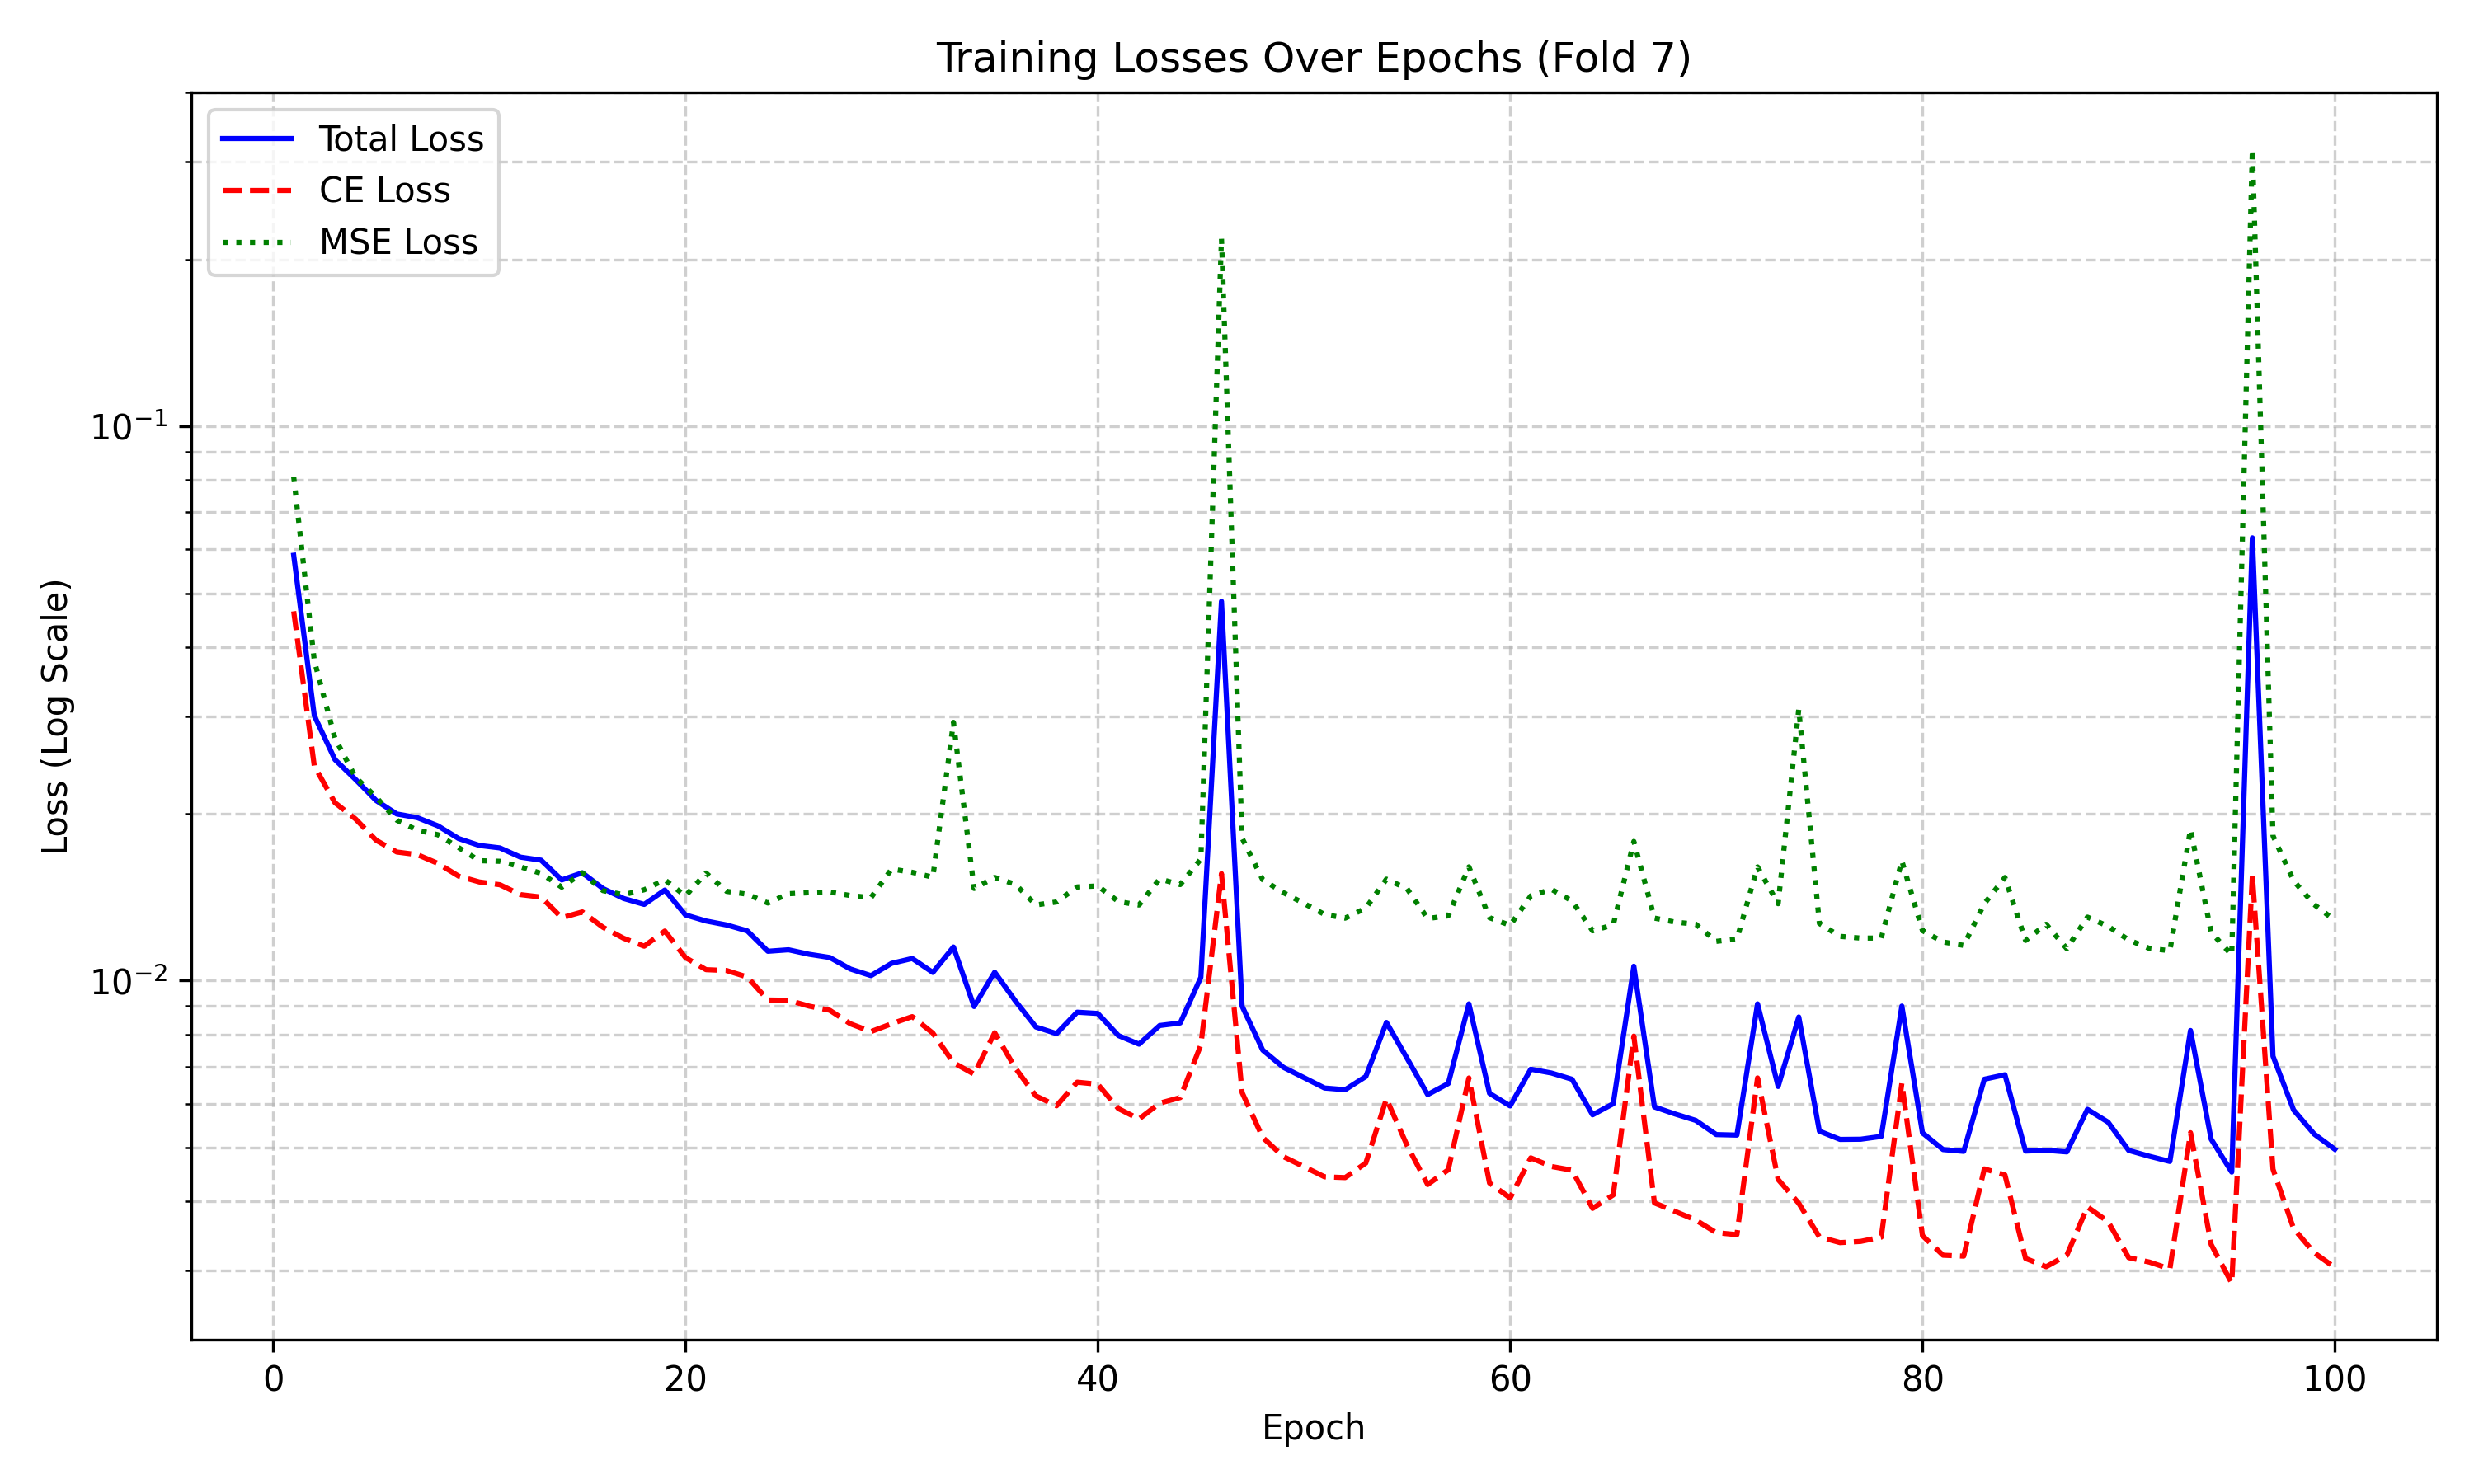 Training Losses Over Epochs (Fold 7)
Total Loss
CE Loss
MSE Loss
Loss (Log Scale)
10⁻¹
10⁻²
0 20 40 60 80 100
Epoch